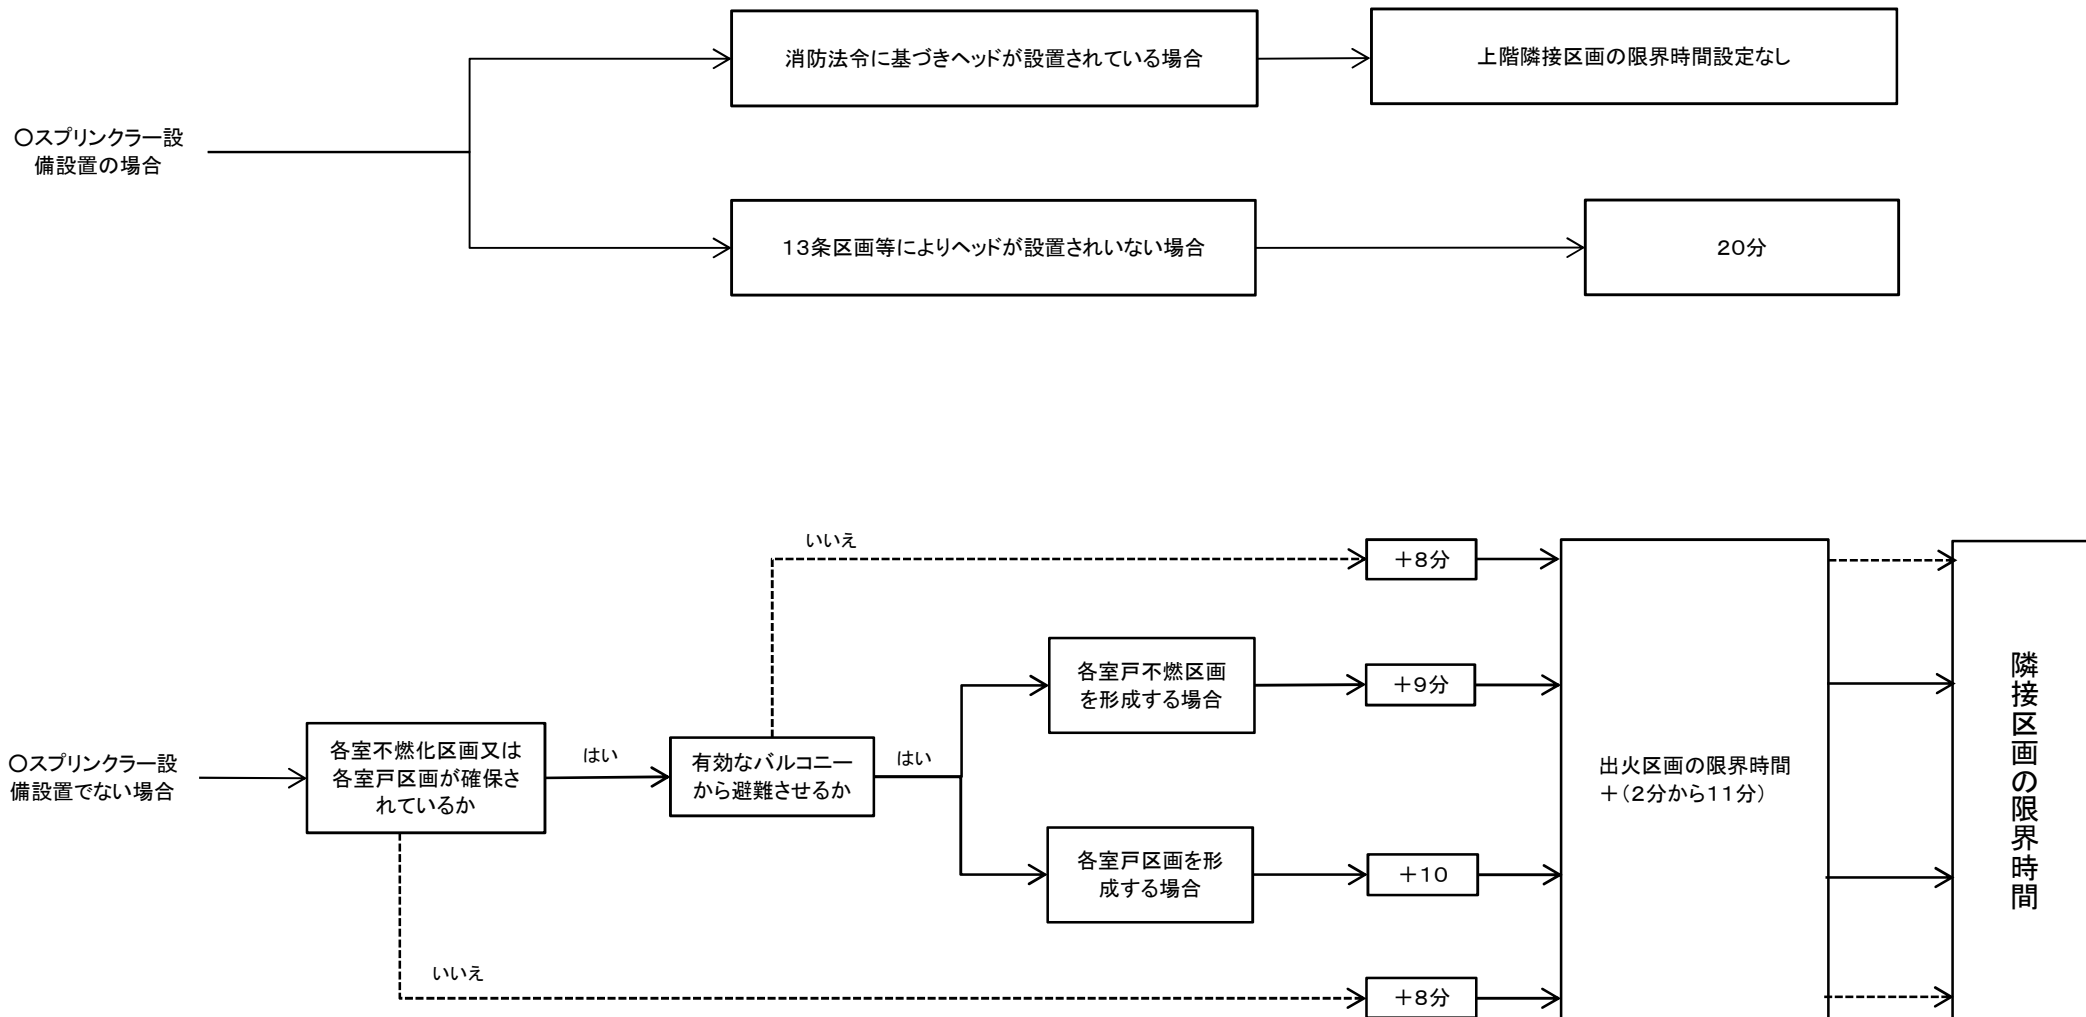 消防法令に基づきヘッドが設置されている場合
上階隣接区画の限界時間設定なし
○スプリンクラー設
備設置の場合
13条区画等によりヘッドが設置されいない場合
20分
いいえ
+8分
各室戸不燃区画
を形成する場合
+9分
○スプリンクラー設
備設置でない場合
各室不燃化区画又は
各室戸区画が確保さ
れているか
はい
有効なバルコニー
から避難させるか
はい
各室戸区画を形
成する場合
+10
いいえ
+8分
出火区画の限界時間
+(2分から11分)
隣接区画の限界時間